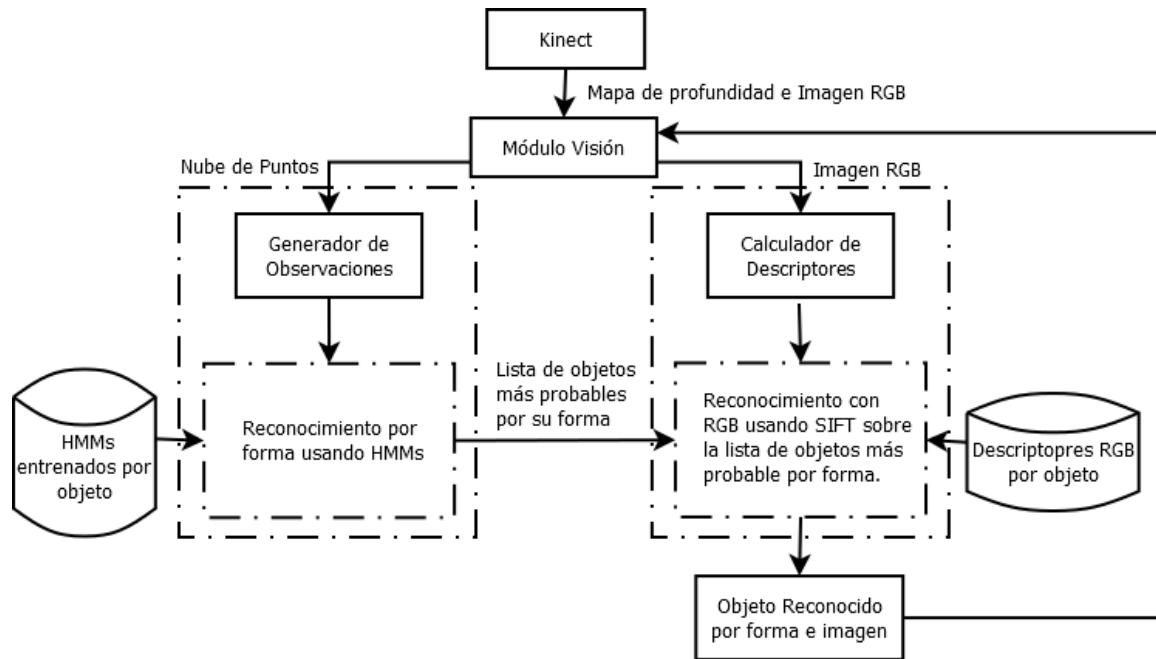 Kinect
Mapa de profundidad e Imagen RGB
Módulo Visión
Nube de Puntos
Imagen RGB
Generador de
Observaciones
Calculador de
Descriptores
Lista de objetos
más probables
por su forma
HMMs
entrenados por
objeto
Reconocimiento por
forma usando HMMs
Reconocimiento con
RGB usando SIFT sobre
la lista de objetos más
probable por forma.
Descriptopres RGB
por objeto
Objeto Reconocido
por forma e imagen